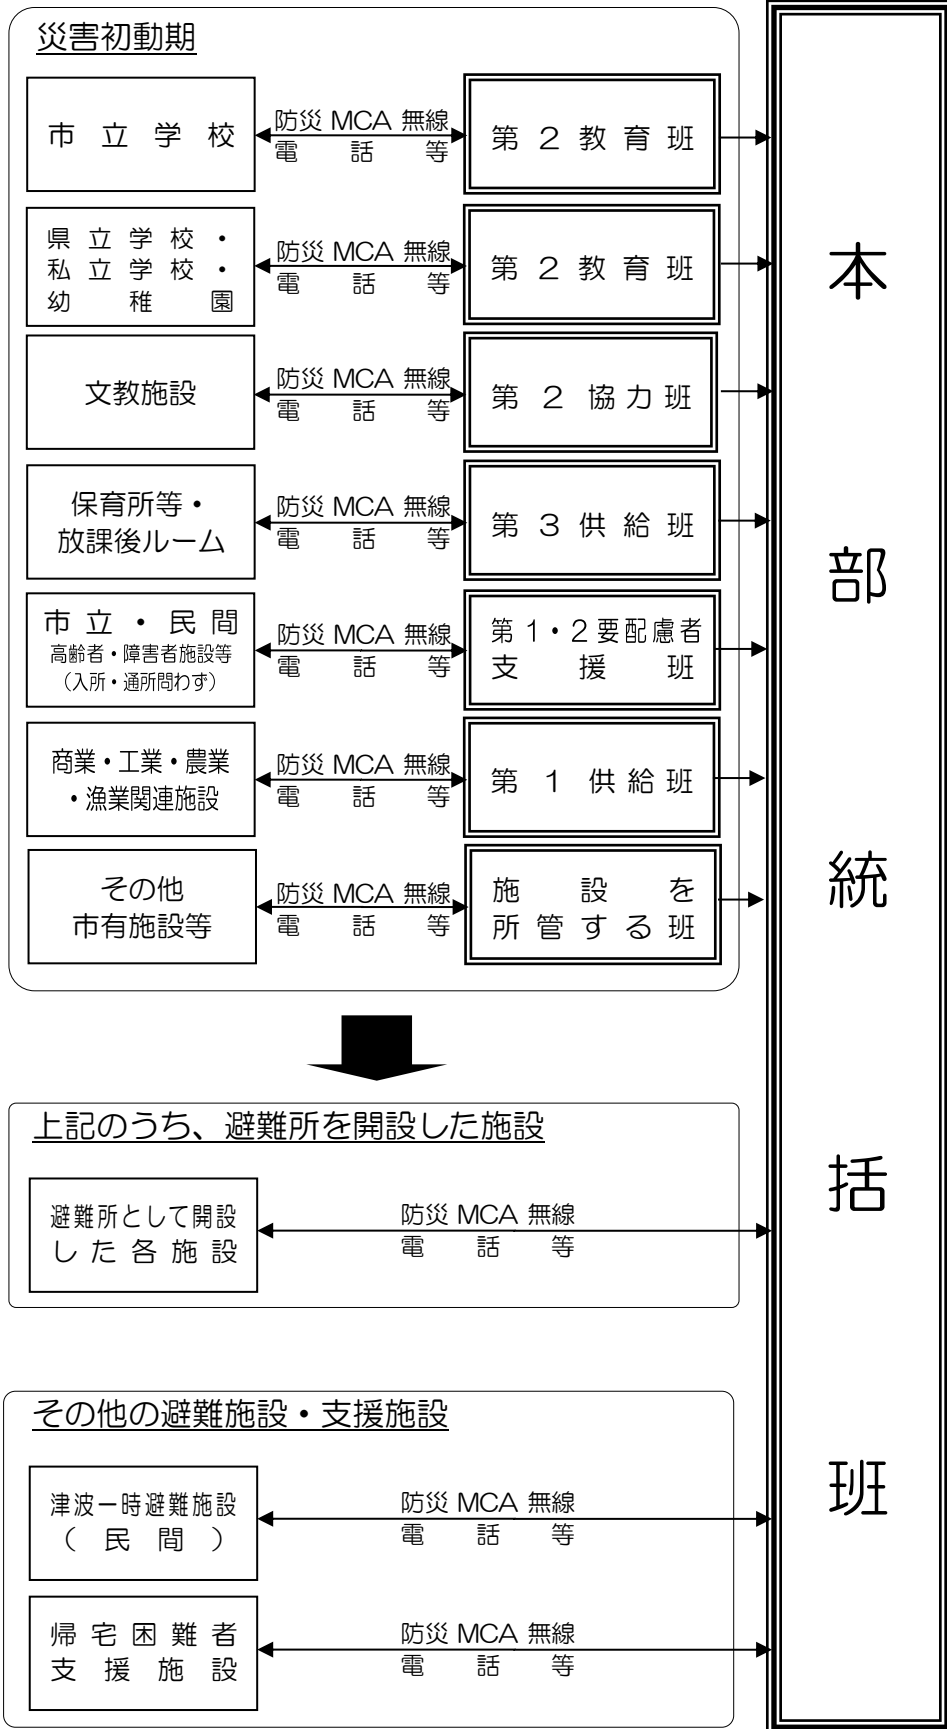 災害初動期
市立学校
防災 MCA 無線
電話等
第2教育班
県立学校・
私立学校・
幼稚園
防災 MCA 無線
電話等
第2教育班
文教施設
防災 MCA 無線
電話等
第2協力班
保育所等・
放課後ルーム
防災 MCA 無線
電話等
第3供給班
市立・民間
高齢者・障害者施設等
(入所・通所問わず)
防災 MCA 無線
電話等
第1・2要配慮者
支援班
商業・工業・農業
・漁業関連施設
防災 MCA 無線
電話等
第1供給班
その他
市有施設等
防災 MCA 無線
電話等
施設を
所管する班
上記のうち、避難所を開設した施設
避難所として開設
した各施設
防災 MCA 無線
電話等
その他の避難施設・支援施設
津波一時避難施設
(民間)
防災 MCA 無線
電話等
帰宅困難者
支援施設
防災 MCA 無線
電話等
本部統括班